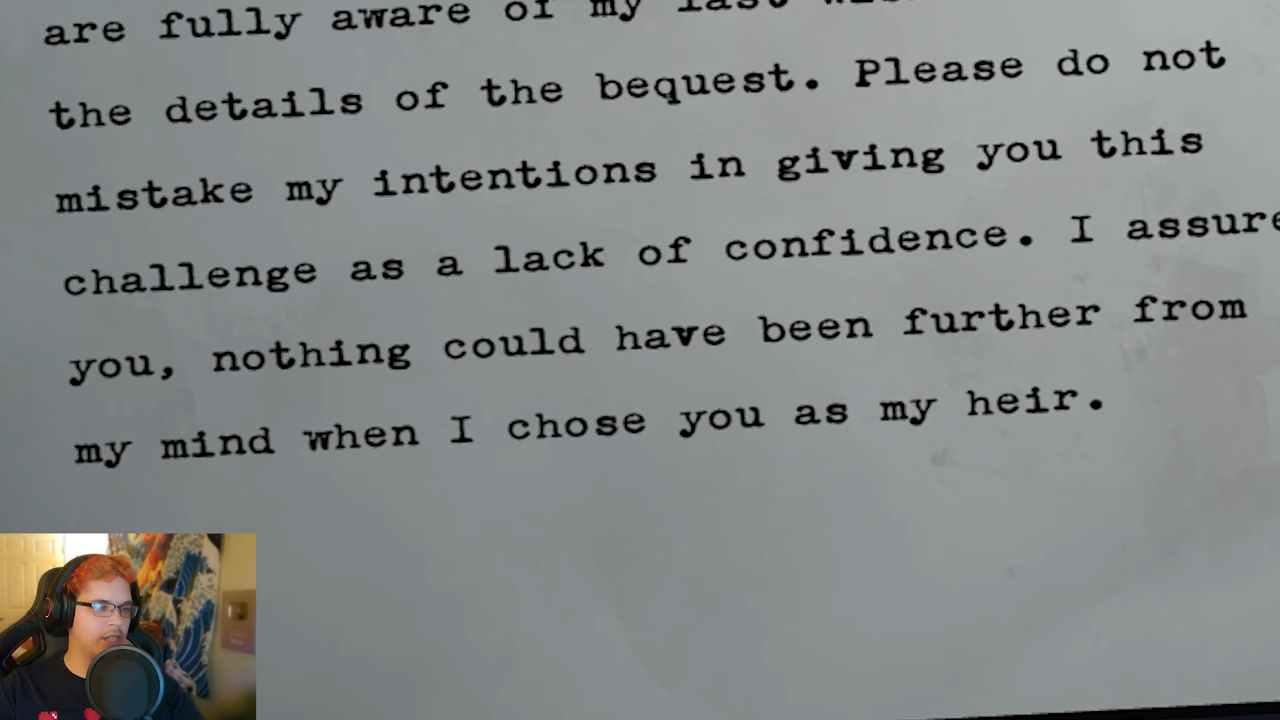 are fully aware of my last
the details of the bequest. Please do not
mistake my intentions in giving you this
challenge as a lack of confidence. I assure
you, nothing could have been further from
my mind when I chose you as my heir.